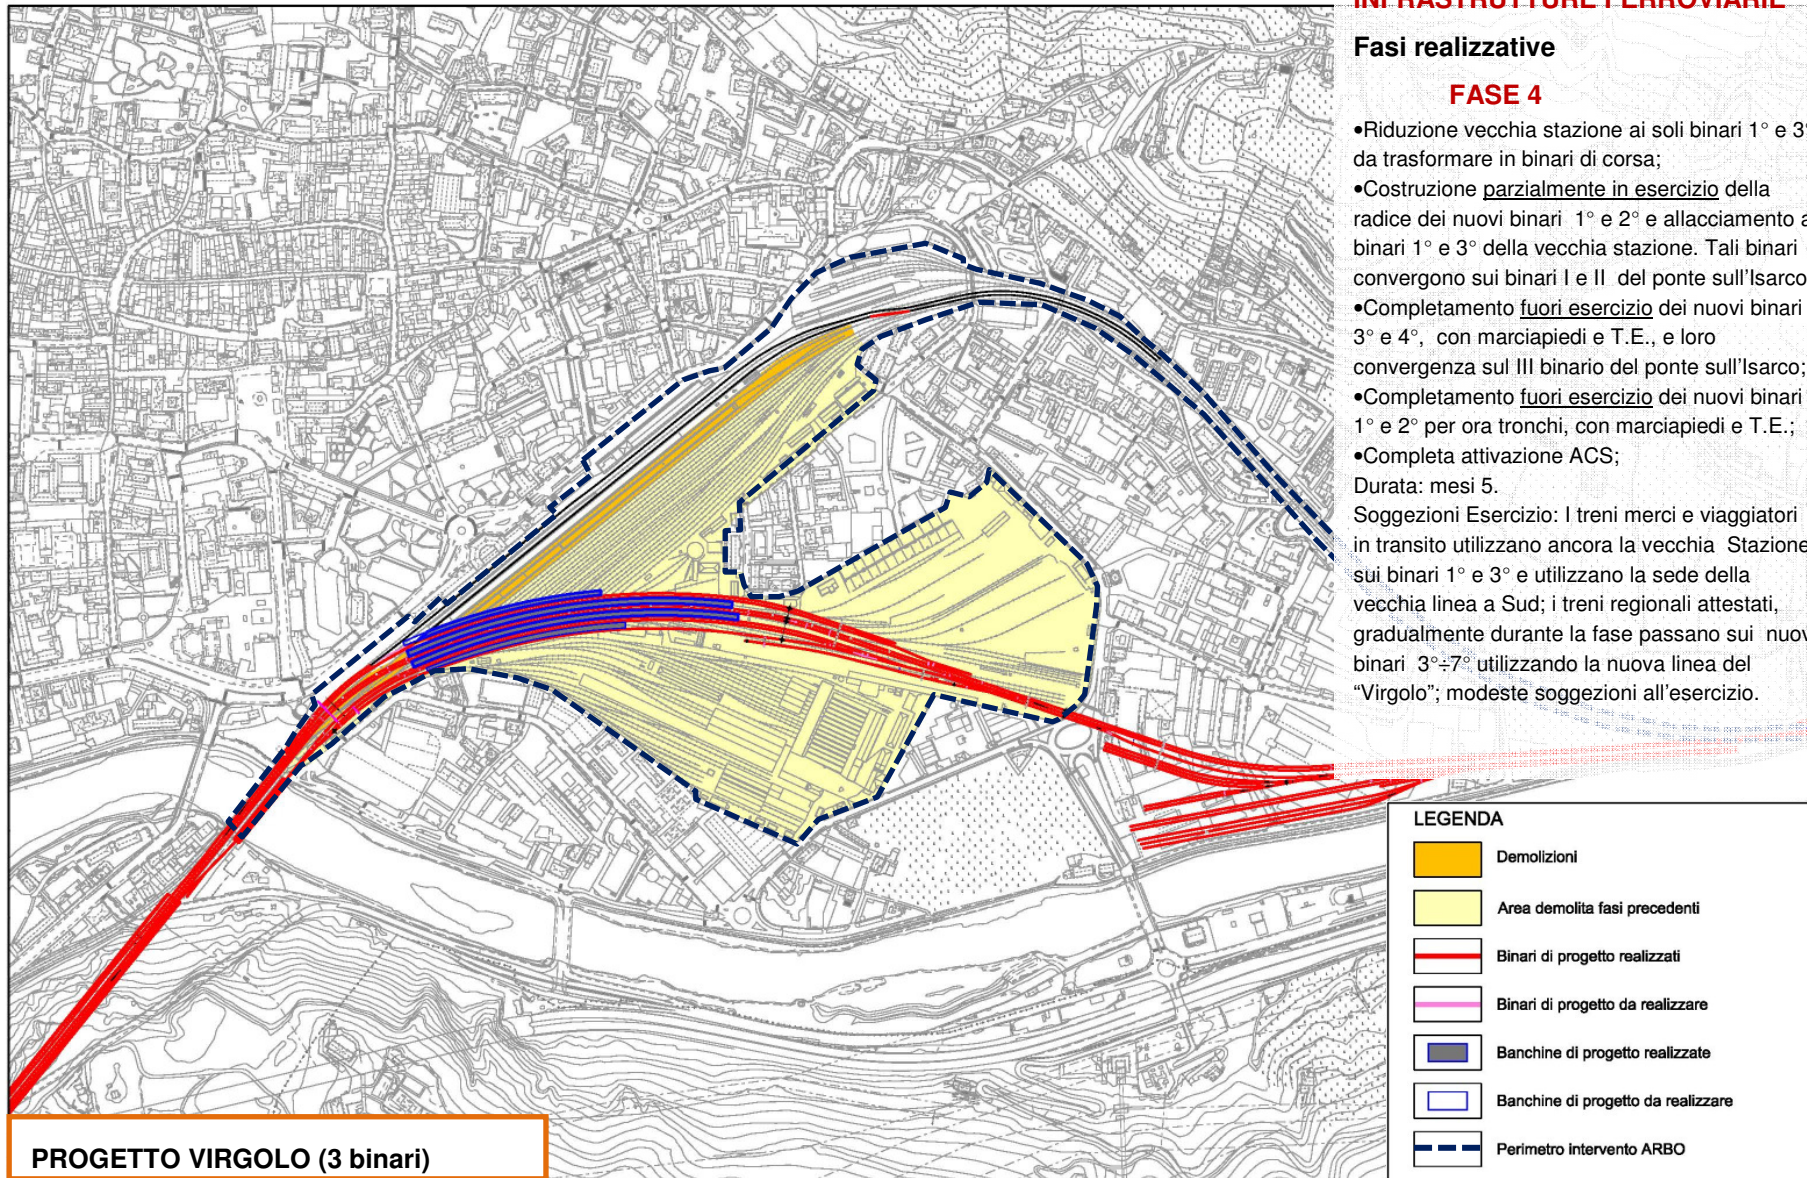 INFRASTRUTTURE FERROVIARIE
Fasi realizzative
FASE 4
•Riduzione vecchia stazione ai soli binari 1° e 3°
da trasformare in binari di corsa;
•Costruzione parzialmente in esercizio della
radice dei nuovi binari 1° e 2° e allacciamento a
binari 1° e 3° della vecchia stazione. Tali binari
convergono sui binari I e II del ponte sull'Isarco
•Completamento fuori esercizio dei nuovi binari
3° e 4°, con marciapiedi e T.E., e loro
convergenza sul III binario del ponte sull'Isarco;
•Completamento fuori esercizio dei nuovi binari
1° e 2° per ora tronchi, con marciapiedi e T.E.;
•Completa attivazione ACS;
Durata: mesi 5.
Soggezioni Esercizio: I treni merci e viaggiatori
in transito utilizzano ancora la vecchia Stazione
sui binari 1° e 3° e utilizzano la sede della
vecchia linea a Sud; i treni regionali attestati,
gradualmente durante la fase passano sui nuov
binari 3°÷7° utilizzando la nuova linea del
"Virgolo"; modeste soggezioni all'esercizio.
LEGENDA
Demolizioni
Area demolita fasi precedenti
Binari di progetto realizzati
Binari di progetto da realizzare
Banchine di progetto realizzate
Banchine di progetto da realizzare
Perimetro intervento ARBO
PROGETTO VIRGOLO (3 binari)